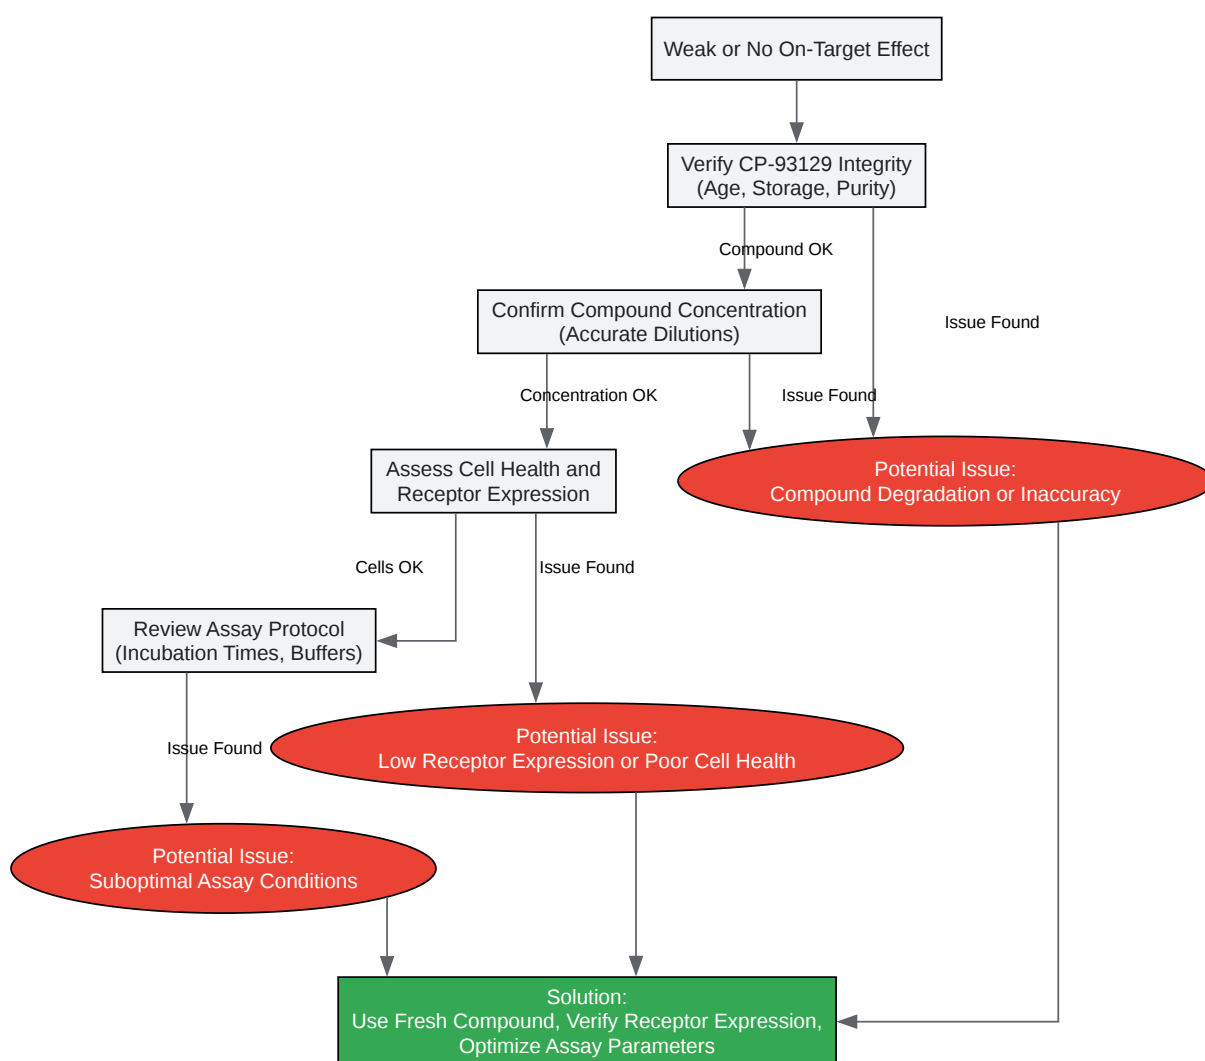 Weak or No On-Target Effect
Verify CP-93129 Integrity
(Age, Storage, Purity)
Compound OK
Confirm Compound Concentration
(Accurate Dilutions)
Issue Found
Concentration OK
Issue Found
Assess Cell Health and
Receptor Expression
Potential Issue:
Compound Degradation or Inaccuracy
Cells OK
Issue Found
Review Assay Protocol
(Incubation Times, Buffers)
Issue Found
Potential Issue:
Low Receptor Expression or Poor Cell Health
Potential Issue:
Suboptimal Assay Conditions
Solution:
Use Fresh Compound, Verify Receptor Expression,
Optimize Assay Parameters